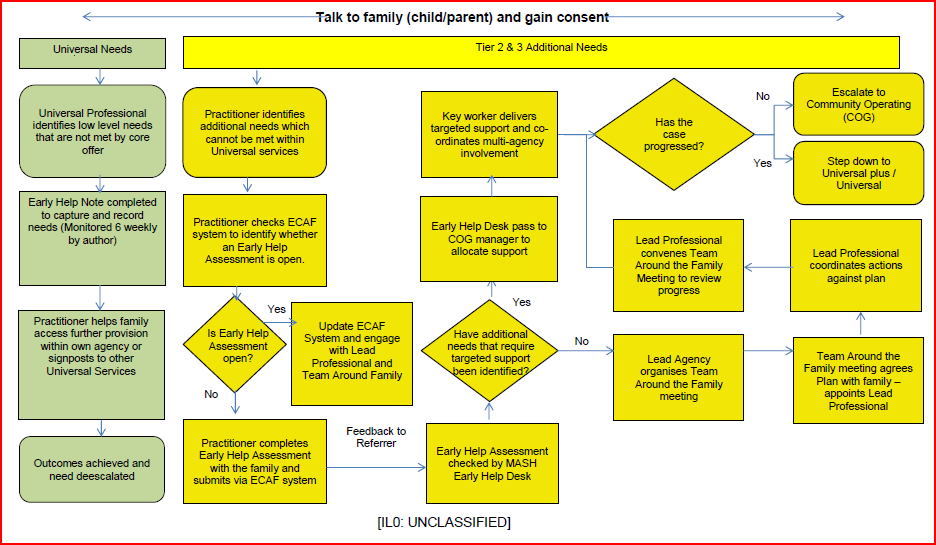 Talk to family (child/parent) and gain consent
Universal Needs
Tier 2 & 3 Additional Needs
Universal Professional
identifies low level needs
that are not met by core
offer
Early Help Note completed
to capture and record
needs (Monitored 6 weekly
by author)
Practitioner helps family
access further provision
within own agency or
signposts to other
Universal Services
Outcomes achieved and
need deescalated
Practitioner identifies
additional needs which
cannot be met within
Universal services
Practitioner checks ECAF
system to identify whether
an Early Help
Assessment is open.
Is Early Help
Assessment
open?
Yes
Update ECAF
System and engage
with Lead
Professional and
Team Around Family
No
Practitioner completes
Early Help Assessment
with the family and
submits via ECAF system
Feedback to
Referrer
Early Help Assessment
checked by MASH
Early Help Desk
Have additional
needs that require
targeted support
been identified?
Yes
Early Help Desk pass to
COG manager to
allocate support
Key worker delivers
targeted support and co-
ordinates multi-agency
involvement
No
Lead Agency
organises Team
Around the Family
meeting
Team Around the
Family meeting agrees
Plan with family –
appoints Lead
Professional
Lead Professional
coordinates actions
against plan
Lead Professional
convenes Team
Around the Family
Meeting to review
progress
Has the
case
progressed?
No
Escalate to
Community Operating
(COG)
Yes
Step down to
Universal plus /
Universal
[IL0: UNCLASSIFIED]